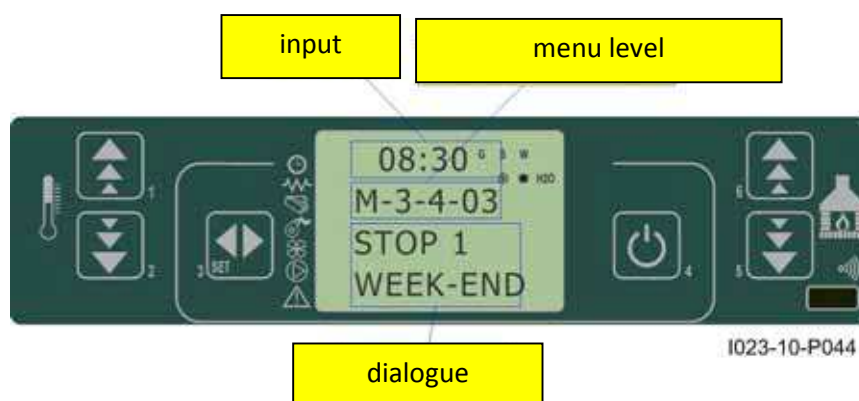 input
menu level
08:30 G S W
H2O
M-3-4-03
STOP 1
WEEK-END
1
2
3 SET
4
6
5
I023-10-P044
dialogue